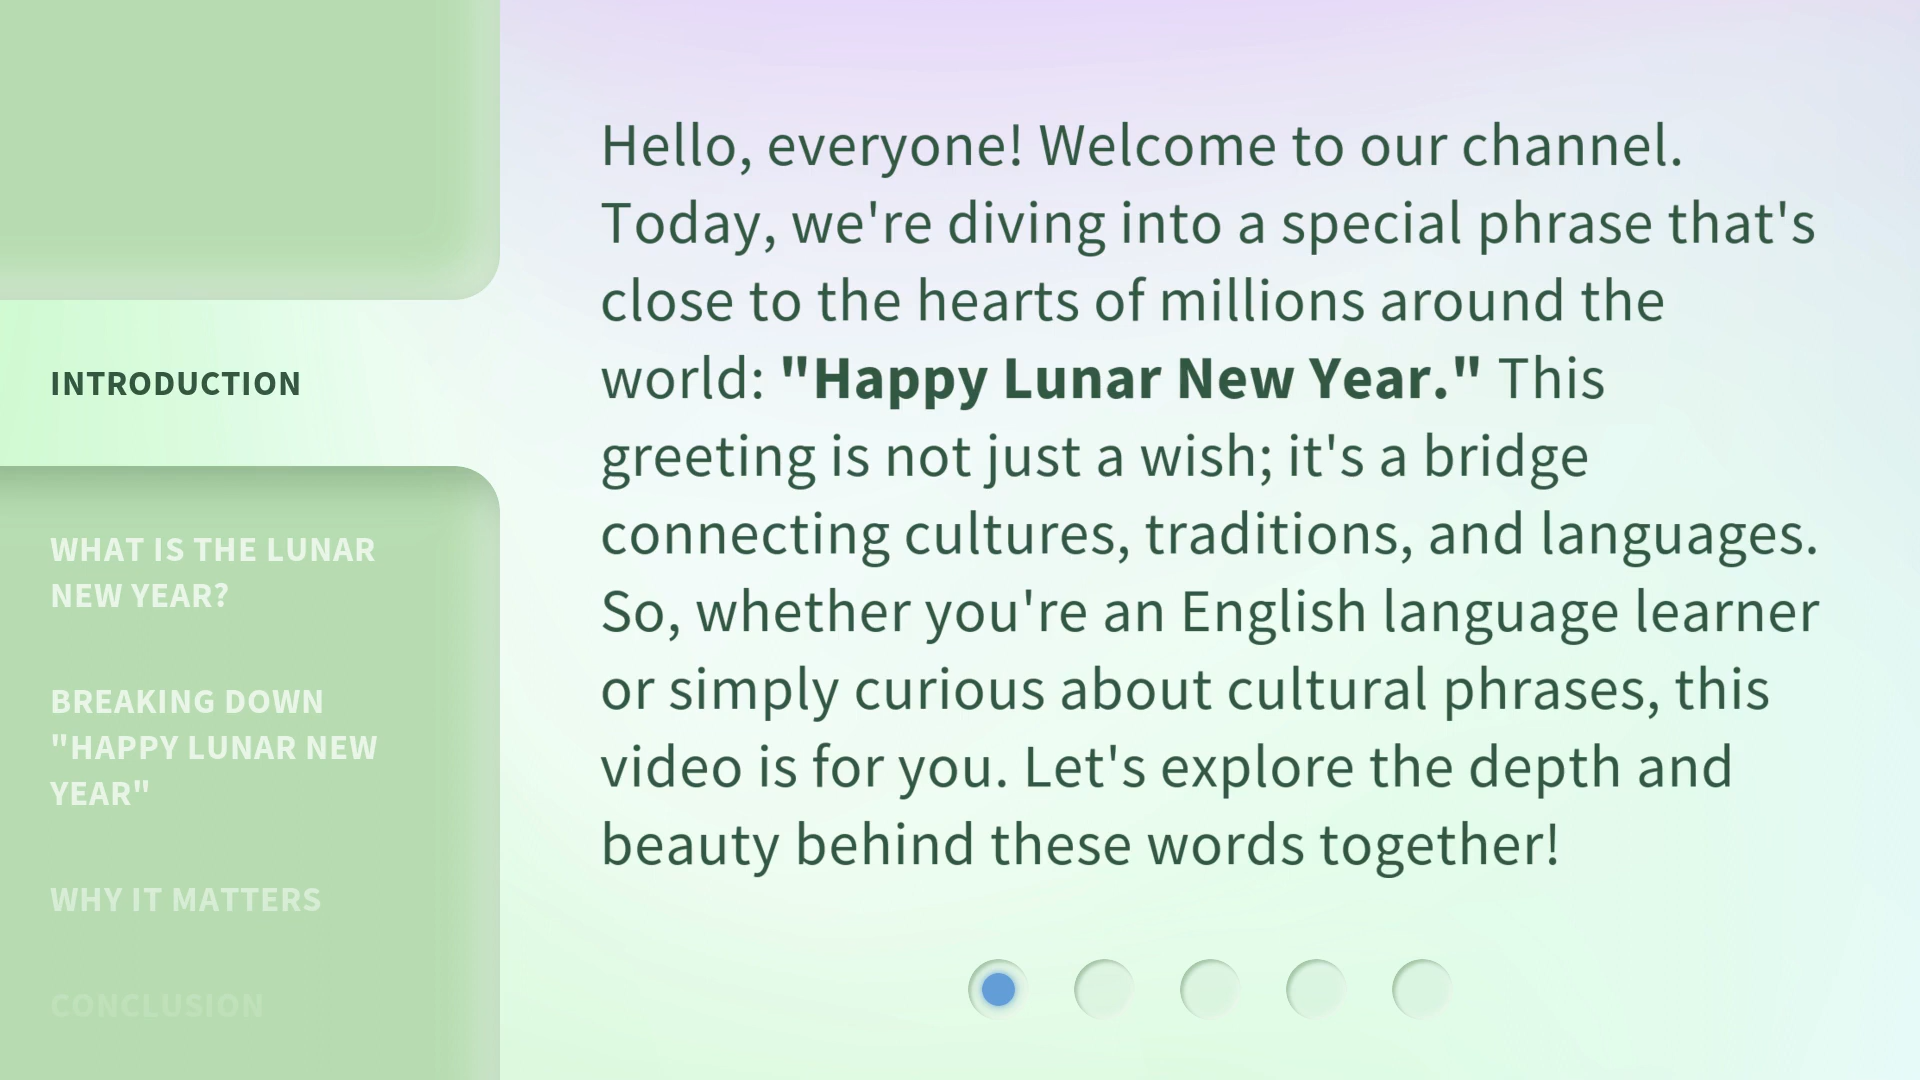 INTRODUCTION
WHAT IS THE LUNAR
NEW YEAR?
BREAKING DOWN
"HAPPY LUNAR NEW
YEAR"
WHY IT MATTERS
CONCLUSION
Hello, everyone! Welcome to our channel.
Today, we're diving into a special phrase that's
close to the hearts of millions around the
world: "Happy Lunar New Year." This
greeting is not just a wish; it's a bridge
connecting cultures, traditions, and languages.
So, whether you're an English language learner
or simply curious about cultural phrases, this
video is for you. Let's explore the depth and
beauty behind these words together!